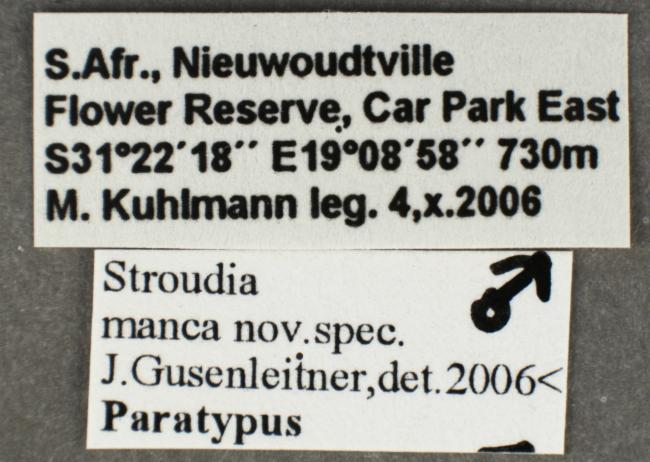 S.Afr., Nieuwoudtville
Flower Reserve, Car Park East
S31°22´18´´ E19°08´58´´ 730m
M. Kuhlmann leg. 4,x.2006
Stroudia ♂
manca nov.spec.
J.Gusenleitner,det.2006<
Paratypus